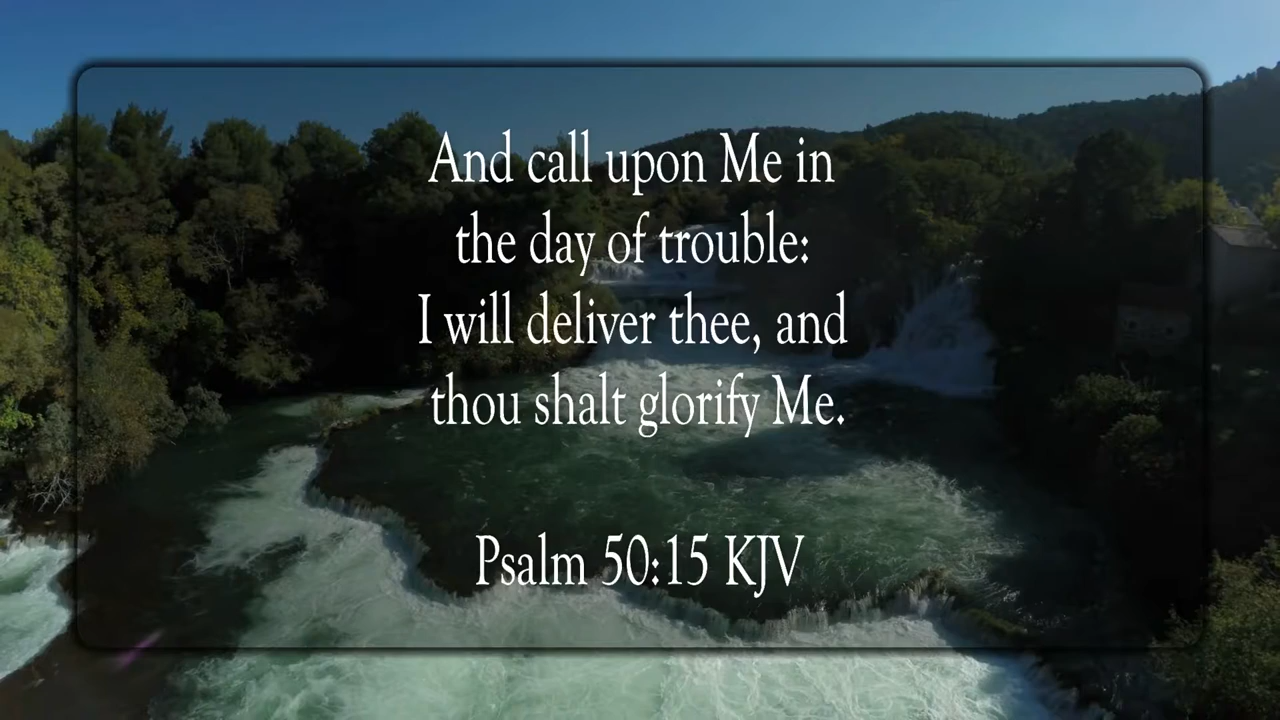 And call upon Me in
the day of trouble:
I will deliver thee, and
thou shalt glorify Me.
Psalm 50:15 KJV